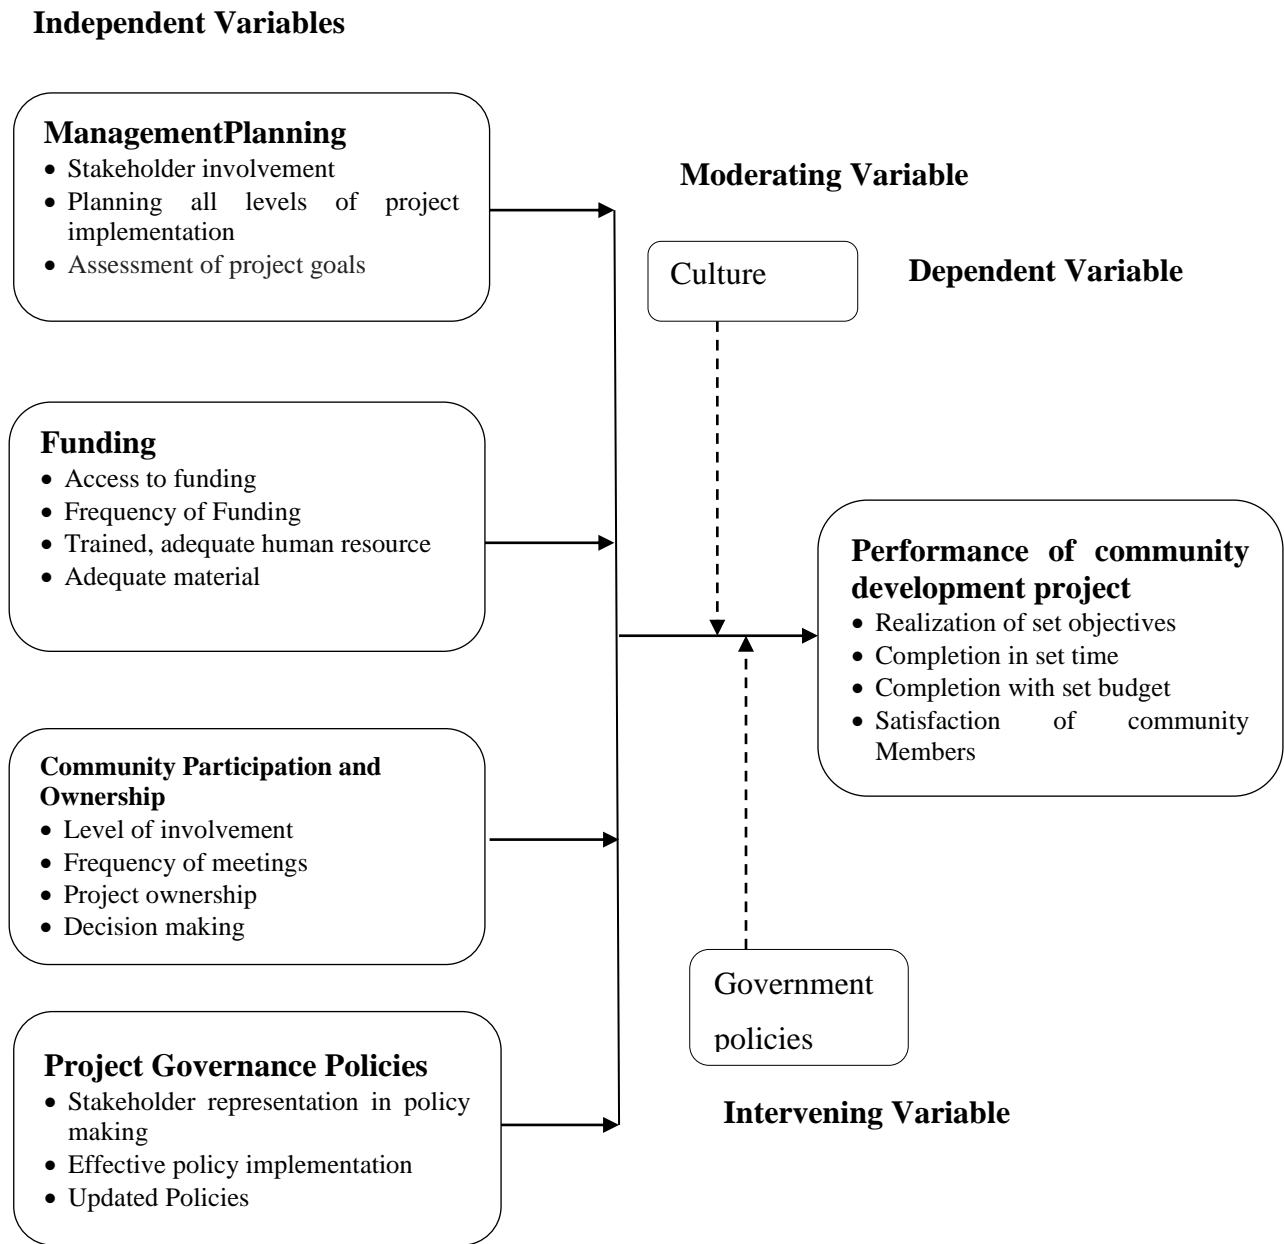 Independent Variables
ManagementPlanning
• Stakeholder involvement
• Planning all levels of project
implementation
• Assessment of project goals
Moderating Variable
Culture
Dependent Variable
Funding
• Access to funding
• Frequency of Funding
• Trained, adequate human resource
• Adequate material
Performance of community
development project
• Realization of set objectives
• Completion in set time
• Completion with set budget
• Satisfaction of community
Members
Community Participation and
Ownership
• Level of involvement
• Frequency of meetings
• Project ownership
• Decision making
Government
policies
Intervening Variable
Project Governance Policies
• Stakeholder representation in policy
making
• Effective policy implementation
• Updated Policies